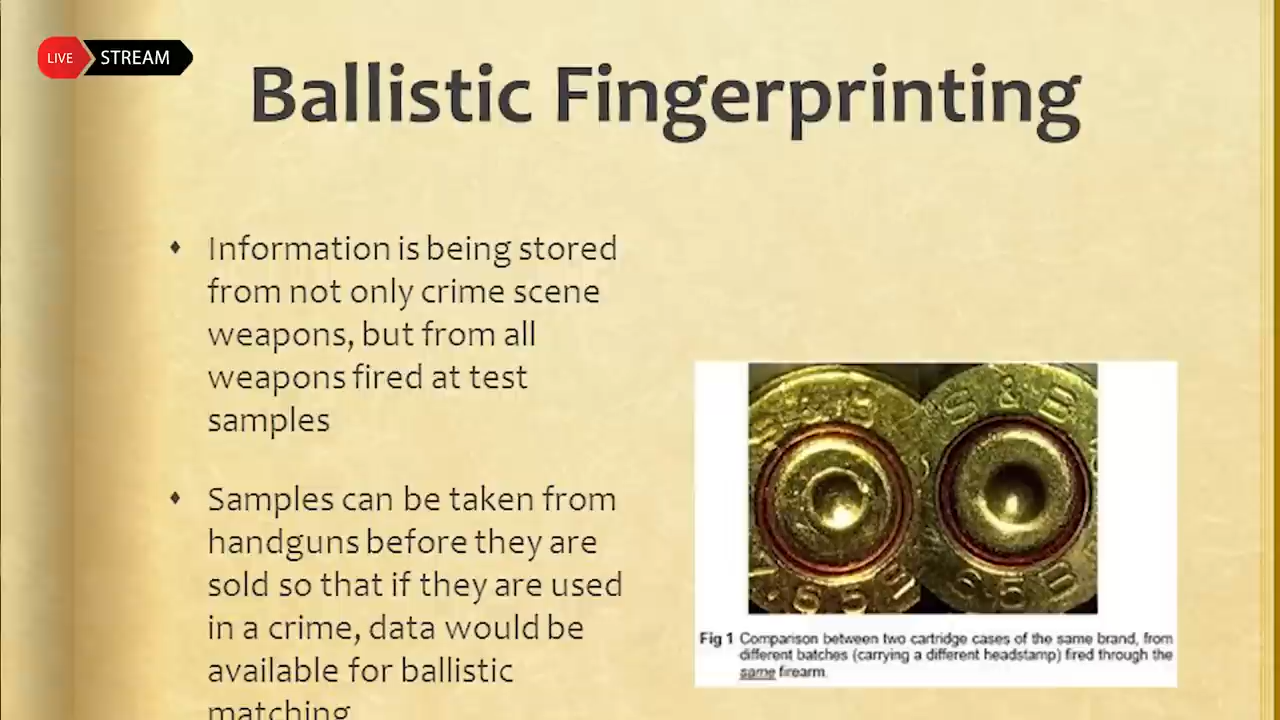 LIVE STREAM
Ballistic Fingerprinting
♦ Information is being stored
from not only crime scene
weapons, but from all
weapons fired at test
samples
♦ Samples can be taken from
handguns before they are
sold so that if they are used
in a crime, data would be
available for ballistic
matching
S & B
Fig 1 Comparison between two cartridge cases of the same brand, from
different batches (carrying a different headstamp) fired through the
same firearm.